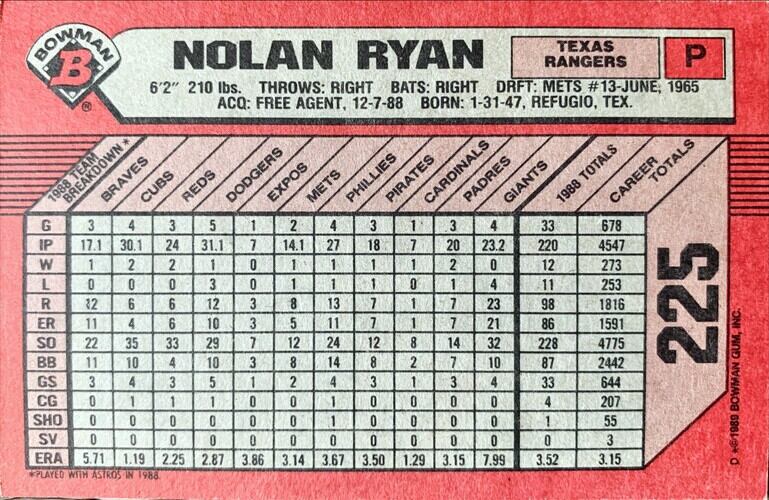 BOWMAN
B
®
NOLAN RYAN
TEXAS
RANGERS
P
6'2" 210 lbs. THROWS: RIGHT BATS: RIGHT DRFT: METS #13-JUNE, 1965
ACQ: FREE AGENT, 12-7-88 BORN: 1-31-47, REFUGIO, TEX.
1988 TEAM BREAKDOWN* BRAVES CUBS REDS DODGERS EXPOS METS PHILLIES PIRATES CARDINALS PADRES GIANTS 1988 TOTALS CAREER TOTALS
G 3 4 3 5 1 2 4 3 1 3 4 33 678
IP 17.1 30.1 24 31.1 7 14.1 27 18 7 20 23.2 220 4547
W 1 2 2 1 0 1 1 1 1 2 0 12 273
L 0 0 0 3 0 1 1 1 0 1 4 11 253
R 12 6 6 12 3 8 13 7 1 7 23 98 1816
ER 11 4 6 10 3 5 11 7 1 7 21 86 1591
SO 22 35 33 29 7 12 24 12 8 14 32 228 4775
BB 11 10 4 10 3 8 14 8 2 7 10 87 2442
GS 3 4 3 5 1 2 4 3 1 3 4 33 644
CG 0 1 1 1 0 0 0 0 1 0 0 4 207
SHO 0 0 0 0 0 0 0 0 1 0 0 1 55
SV 0 0 0 0 0 0 0 0 0 0 0 0 3
ERA 5.71 1.19 2.25 2.87 3.86 3.14 3.67 3.50 1.29 3.15 7.99 3.52 3.15
*PLAYED WITH ASTROS IN 1988.
225
D *©1989 BOWMAN GUM, INC.